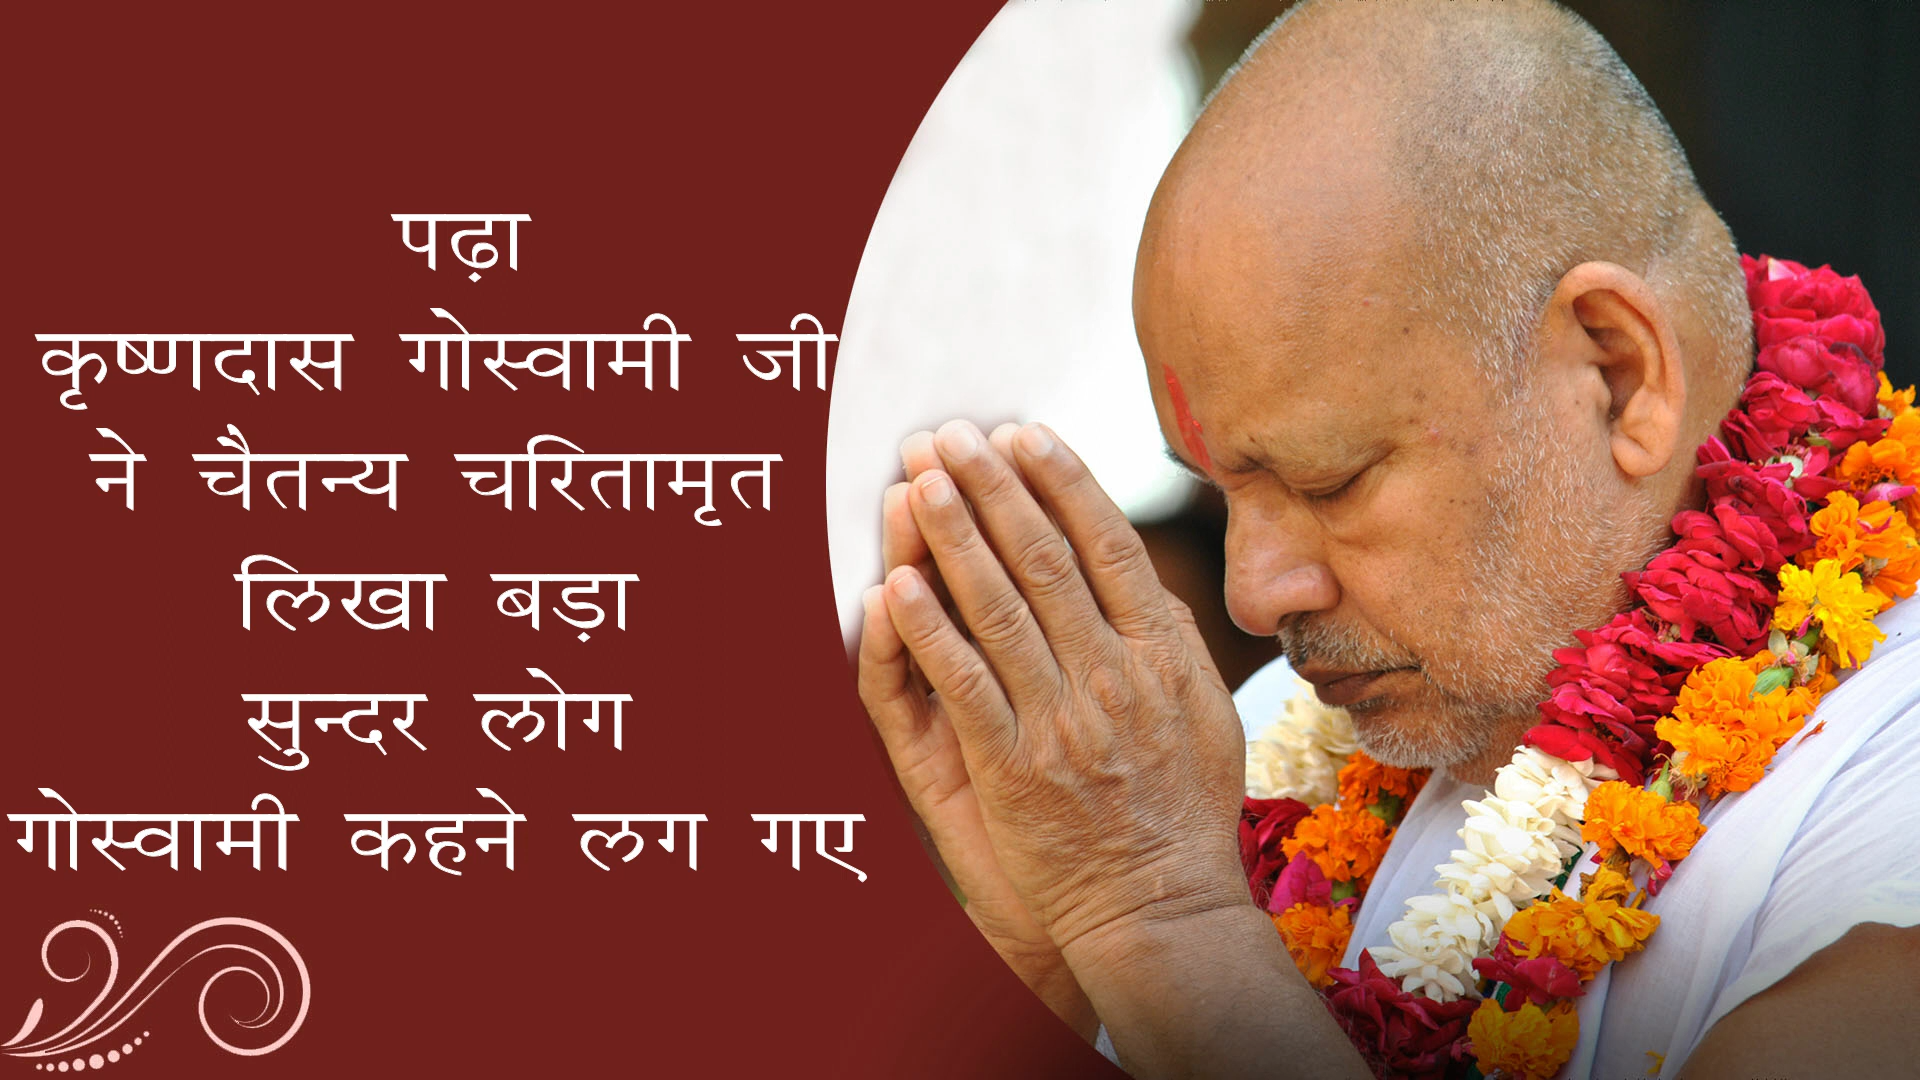 पढ़ा
कृष्णदास गोस्वामी जी
ने चैतन्य चरितामृत
लिखा बड़ा
सुन्दर लोग
गोस्वामी कहने लग गए